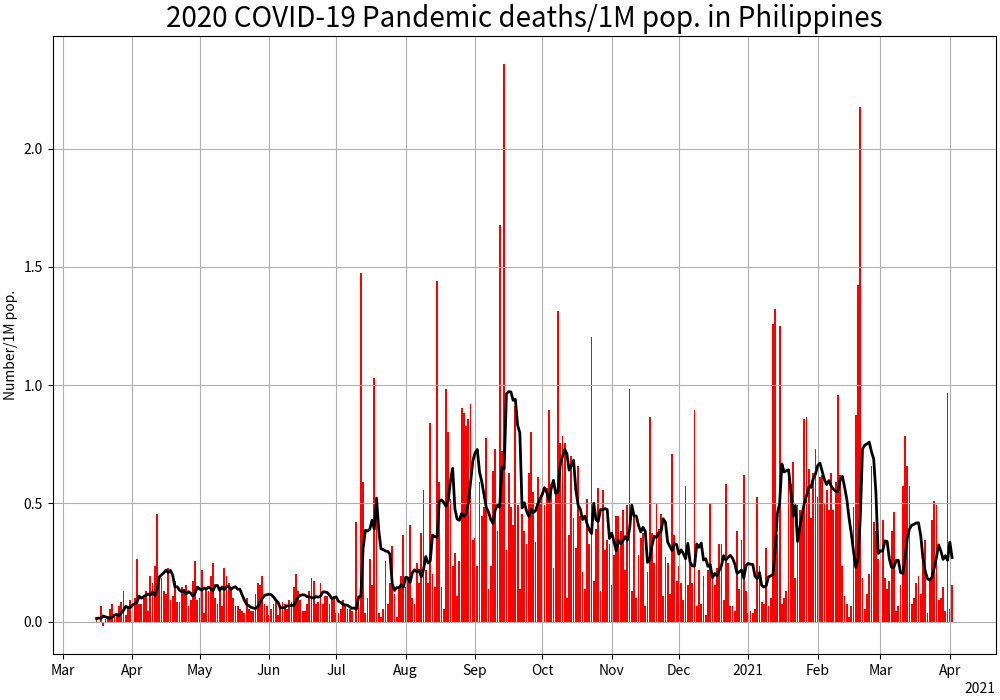 2020 COVID-19 Pandemic deaths/1M pop. in Philippines
Number/1M pop.
2.0
1.5
1.0
0.5
0.0
Mar Apr May Jun Jul Aug Sep Oct Nov Dec 2021 Feb Mar Apr
2021